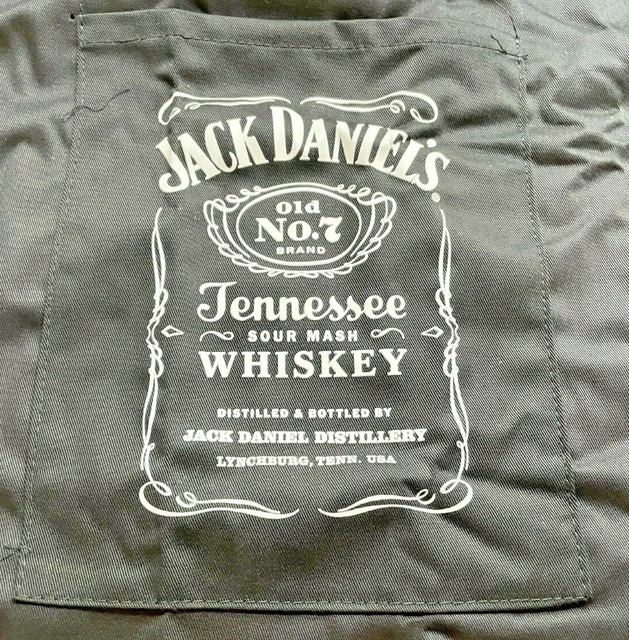 JACK DANIEL'S
Old
No.7
BRAND
Tennessee
SOUR MASH
WHISKEY
DISTILLED & BOTTLED BY
JACK DANIEL DISTILLERY
LYNCHBURG, TENN. USA